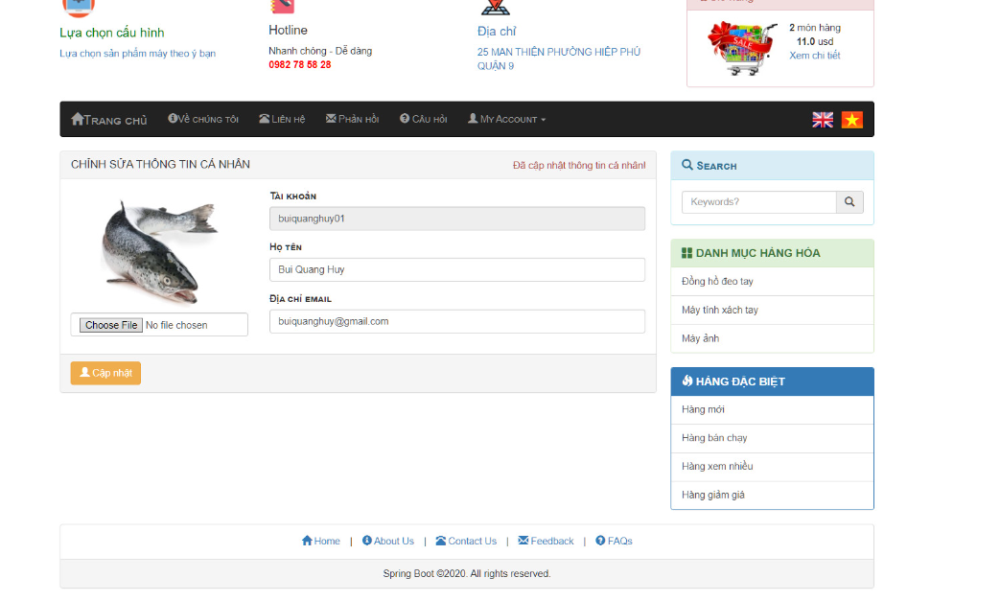 Lựa chọn cấu hình
Lựa chọn sản phẩm máy theo ý bạn
Hotline
Nhanh chóng - Dễ dàng
0982 78 58 28
Địa chỉ
25 MAN THIỆN PHƯỜNG HIỆP PHÚ
QUẬN 9
SALE
2 món hàng
11.0 usd
Xem chi tiết
Trang chủ
Về chúng tôi
Liên hệ
Phản hồi
Câu hỏi
My Account
CHỈNH SỬA THÔNG TIN CÁ NHÂN
Đã cập nhật thông tin cá nhân!
Tài khoản
buiquanghuy01
Họ tên
Bui Quang Huy
Địa chỉ email
buiquanghuy@gmail.com
Choose File No file chosen
Cập nhật
Search
Keywords?
DANH MỤC HÀNG HÓA
Đồng hồ đeo tay
Máy tính xách tay
Máy ảnh
HÀNG ĐẶC BIỆT
Hàng mới
Hàng bán chạy
Hàng xem nhiều
Hàng giảm giá
Home | About Us | Contact Us | Feedback | FAQs
Spring Boot ©2020. All rights reserved.